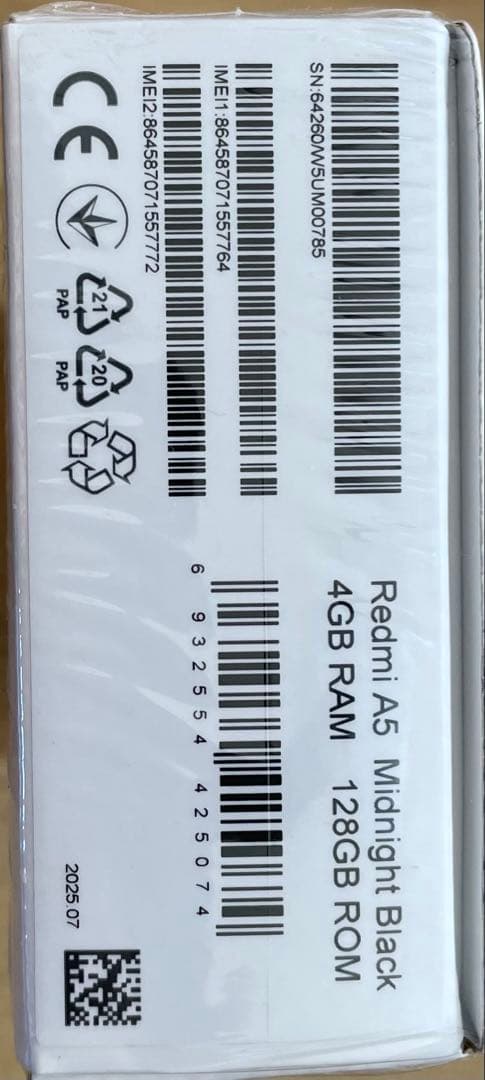 SN:64260/W5UM00785
IMEI1:864587071557764
IMEI2:864587071557772
CE
21
PAP
20
PAP
Redmi A5 Midnight Black
4GB RAM 128GB ROM
6 932554 425074
2025.07